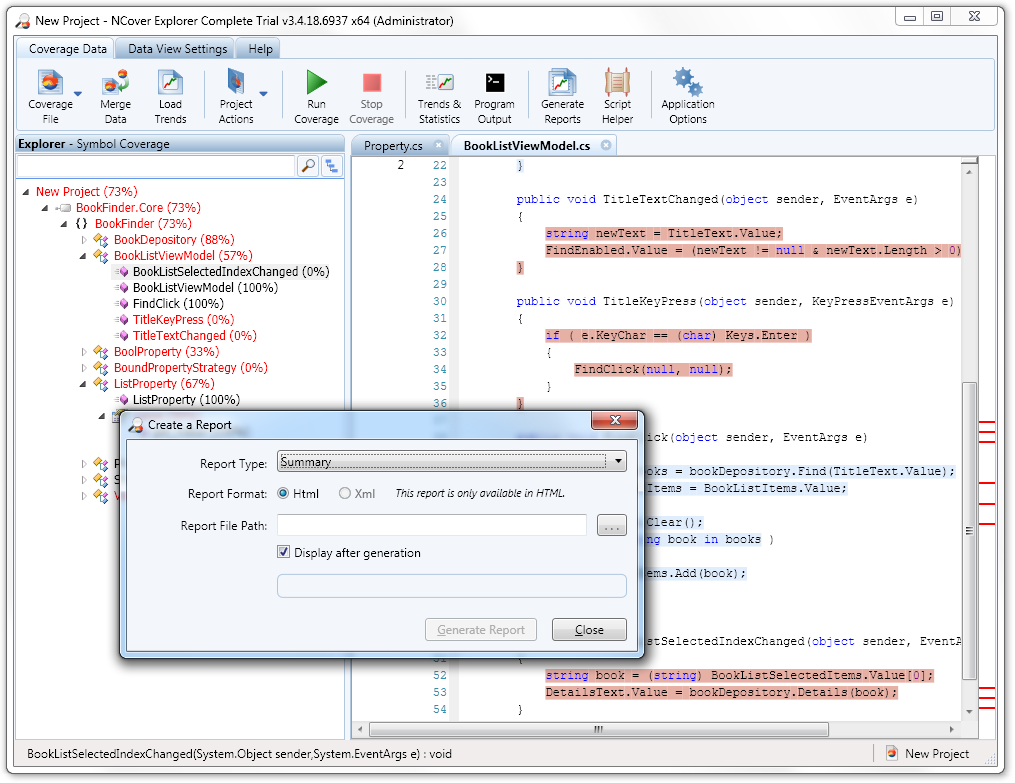 New Project - NCover Explorer Complete Trial v3.4.18.6937 x64 (Administrator)
Coverage Data Data View Settings Help
Coverage File
Merge Data
Load Trends
Project Actions
Run Coverage
Stop Coverage
Trends & Statistics
Program Output
Generate Reports
Script Helper
Application Options
Explorer - Symbol Coverage
New Project (73%)
BookFinder.Core (73%)
{} BookFinder (73%)
BookDepository (88%)
BookListViewModel (57%)
BookListSelectedIndexChanged (0%)
BookListViewModel (100%)
FindClick (100%)
TitleKeyPress (0%)
TitleTextChanged (0%)
BoolProperty (33%)
BoundPropertyStrategy (0%)
ListProperty (67%)
ListProperty (100%)
Property.cs BookListViewModel.cs
2 22 }
23
24 public void TitleTextChanged(object sender, EventArgs e)
25 {
26 string newText = TitleText.Value;
27 FindEnabled.Value = (newText != null & newText.Length > 0)
28 }
29
30 public void TitleKeyPress(object sender, KeyPressEventArgs e)
31 {
32 if ( e.KeyChar == (char) Keys.Enter )
33 {
34 FindClick(null, null);
35 }
36 }
ick(object sender, EventArgs e)
oks = bookDepository.Find(TitleText.Value);
Items = BookListItems.Value;
Clear();
ng book in books )
ems.Add(book);
stSelectedIndexChanged(object sender, EventA
{
52 string book = (string) BookListSelectedItems.Value[0];
53 DetailsText.Value = bookDepository.Details(book);
54 }
Create a Report
Report Type: Summary
Report Format: Html Xml This report is only available in HTML.
Report File Path: ...
Display after generation
Generate Report Close
BookListSelectedIndexChanged(System.Object sender,System.EventArgs e) : void New Project